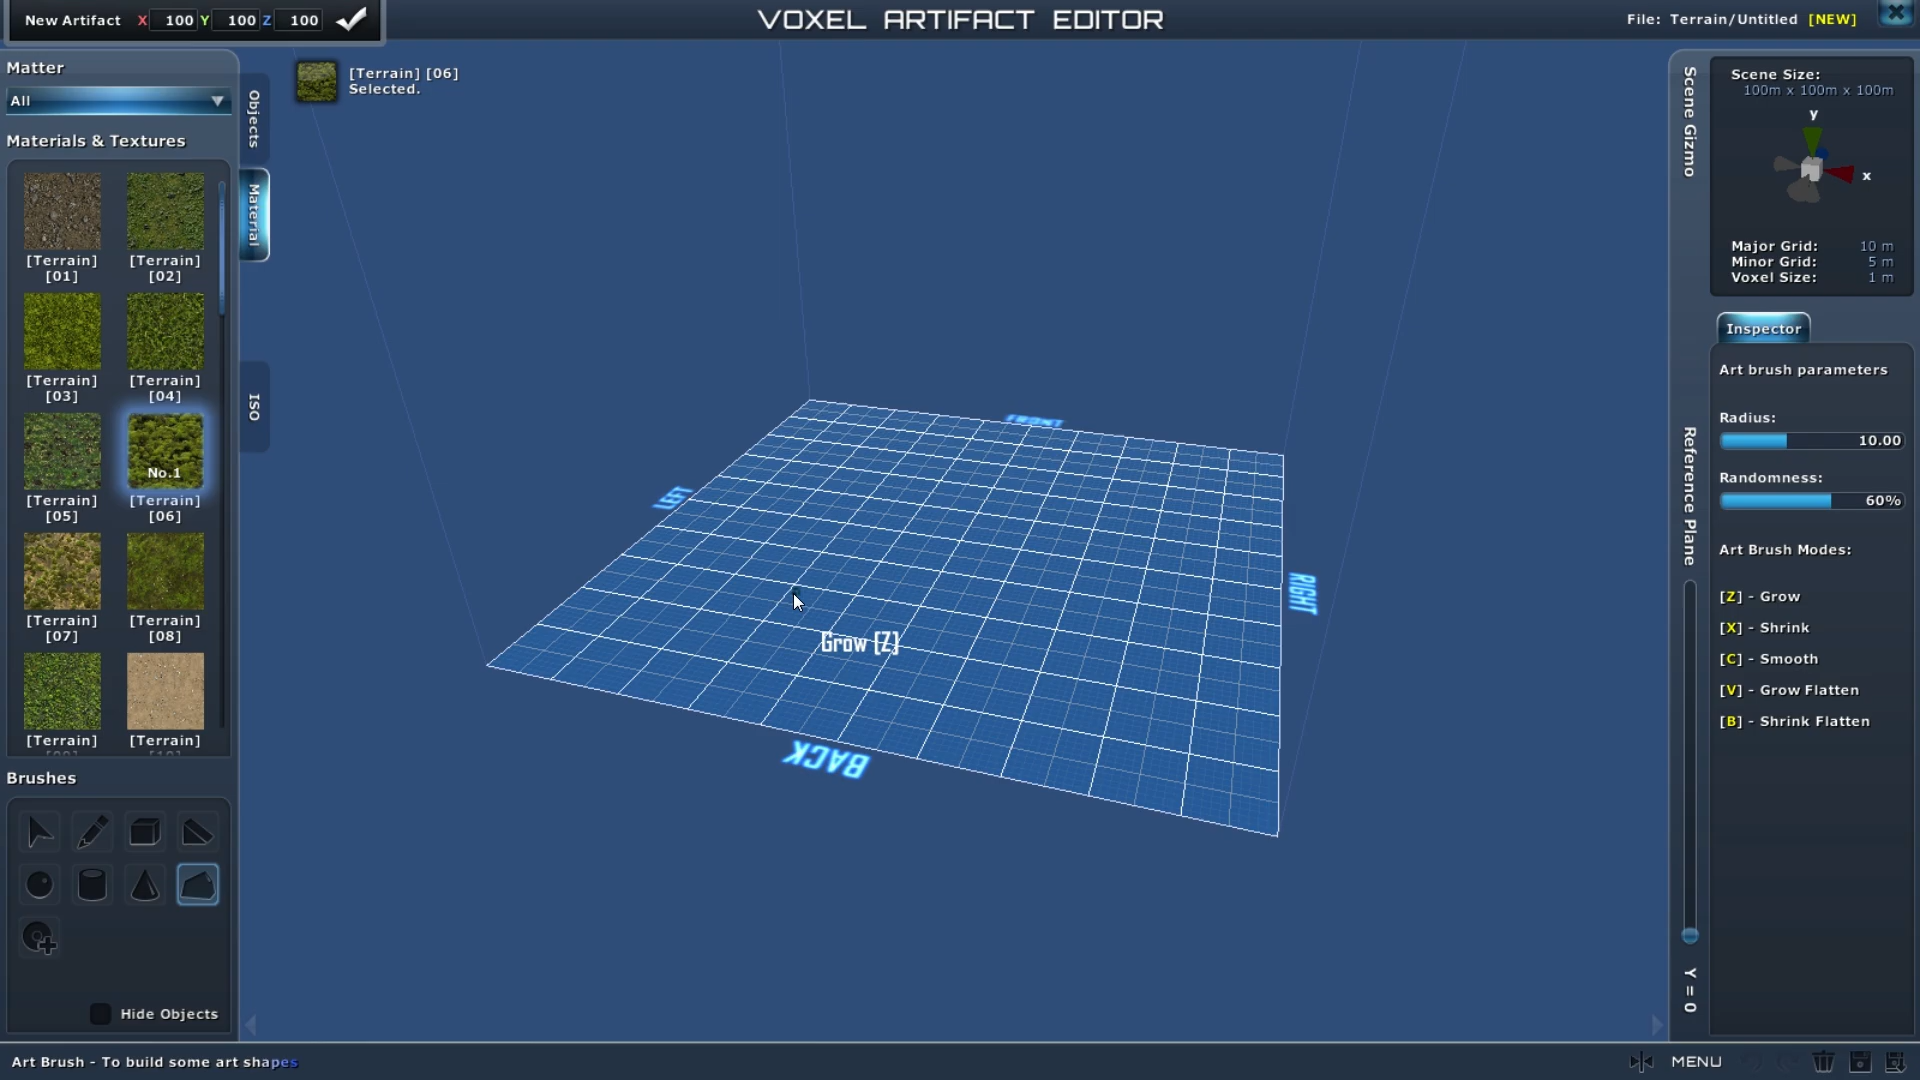 New Artifact X 100 Y 100 Z 100
VOXEL ARTIFACT EDITOR
File: Terrain/Untitled [NEW]
Matter
All
Materials & Textures
[Terrain] [Terrain]
[01] [02]
[Terrain] [Terrain]
[03] [04]
No.1
[Terrain] [Terrain]
[05] [06]
[Terrain] [Terrain]
[07] [08]
[Terrain] [Terrain]
Brushes
Hide Objects
Objects
Material
ISO
[Terrain] [06]
Selected.
FRONT
LEFT
RIGHT
Grow [Z]
BACK
Scene Gizmo
Scene Size:
100m x 100m x 100m
y
x
Major Grid: 10 m
Minor Grid: 5 m
Voxel Size: 1 m
Inspector
Art brush parameters
Radius:
10.00
Randomness:
60%
Art Brush Modes:
[Z] - Grow
[X] - Shrink
[C] - Smooth
[V] - Grow Flatten
[B] - Shrink Flatten
Reference Plane
Y = 0
Art Brush - To build some art shapes
MENU